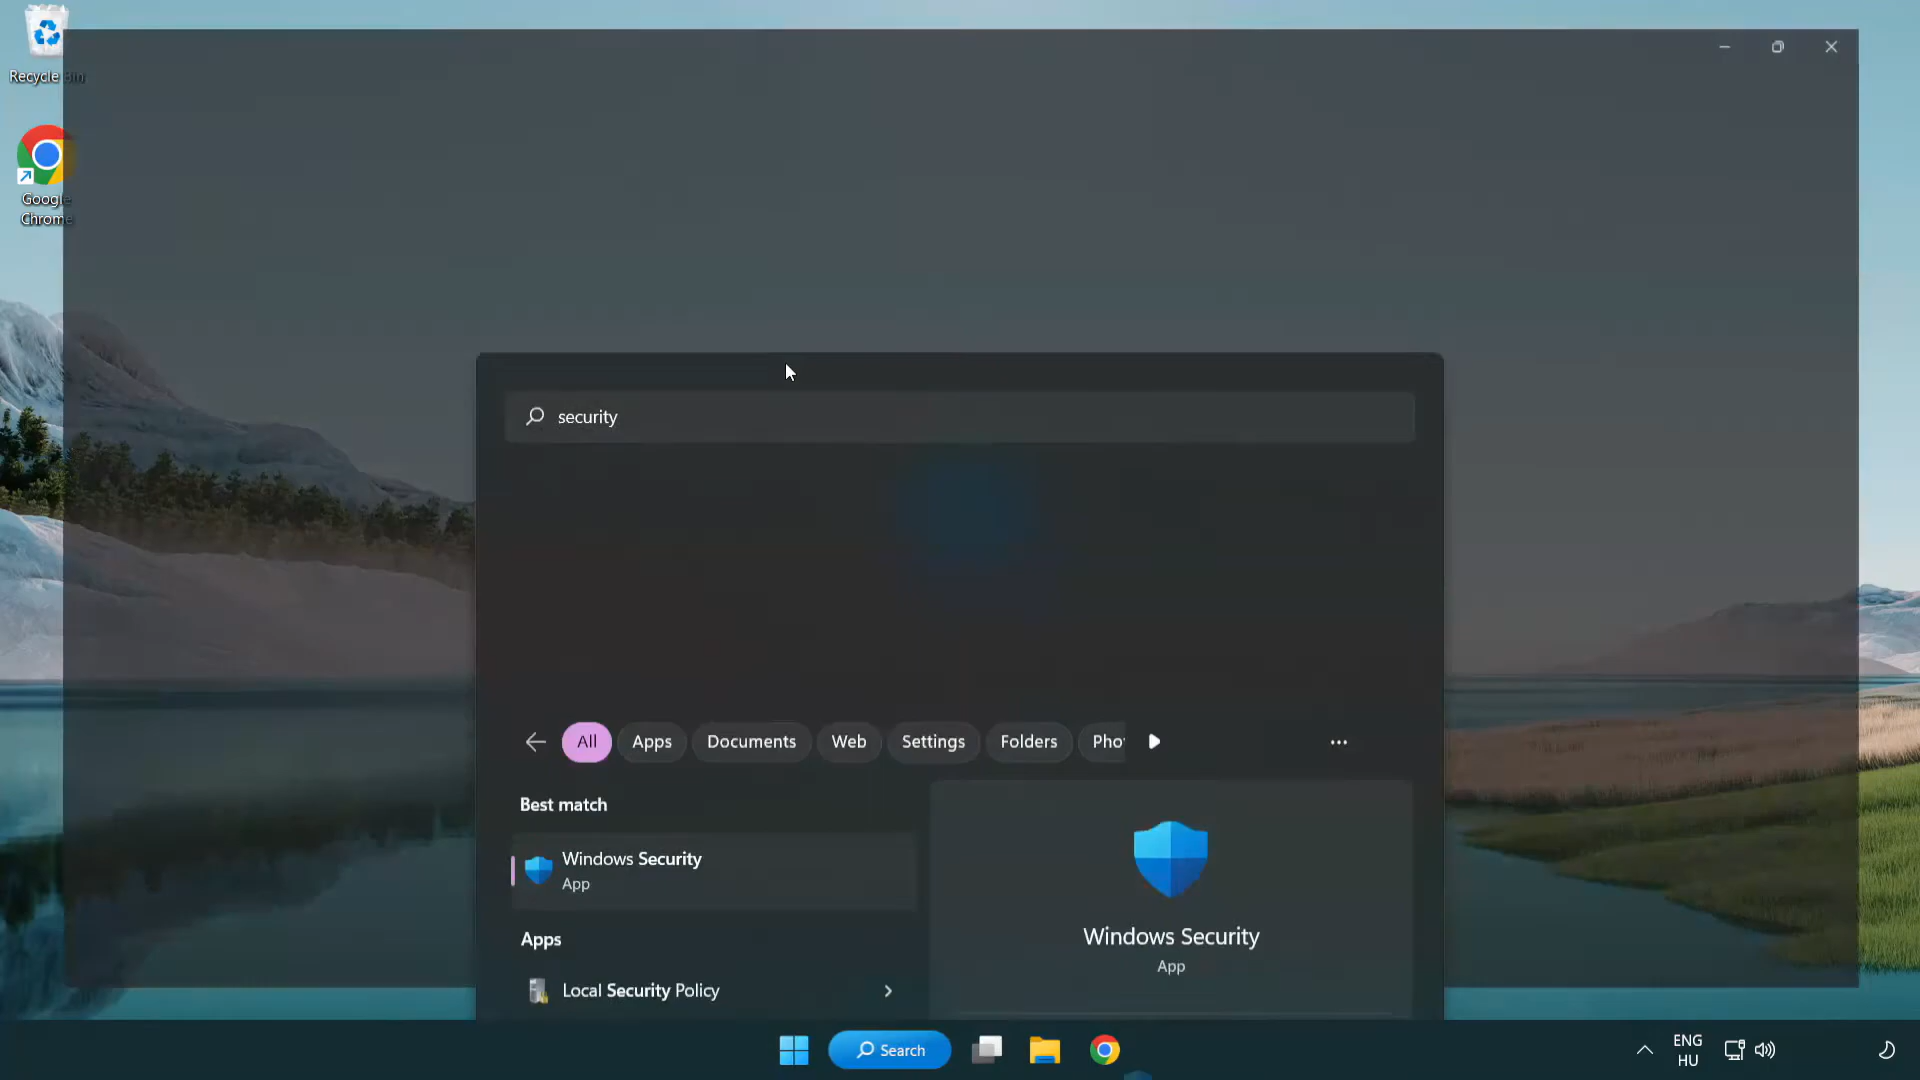 Recycle Bin
Google
Chrome
security
All
Apps
Documents
Web
Settings
Folders
Best match
Windows Security
App
Apps
Local Security Policy
Windows Security
App
Search
ENG
HU